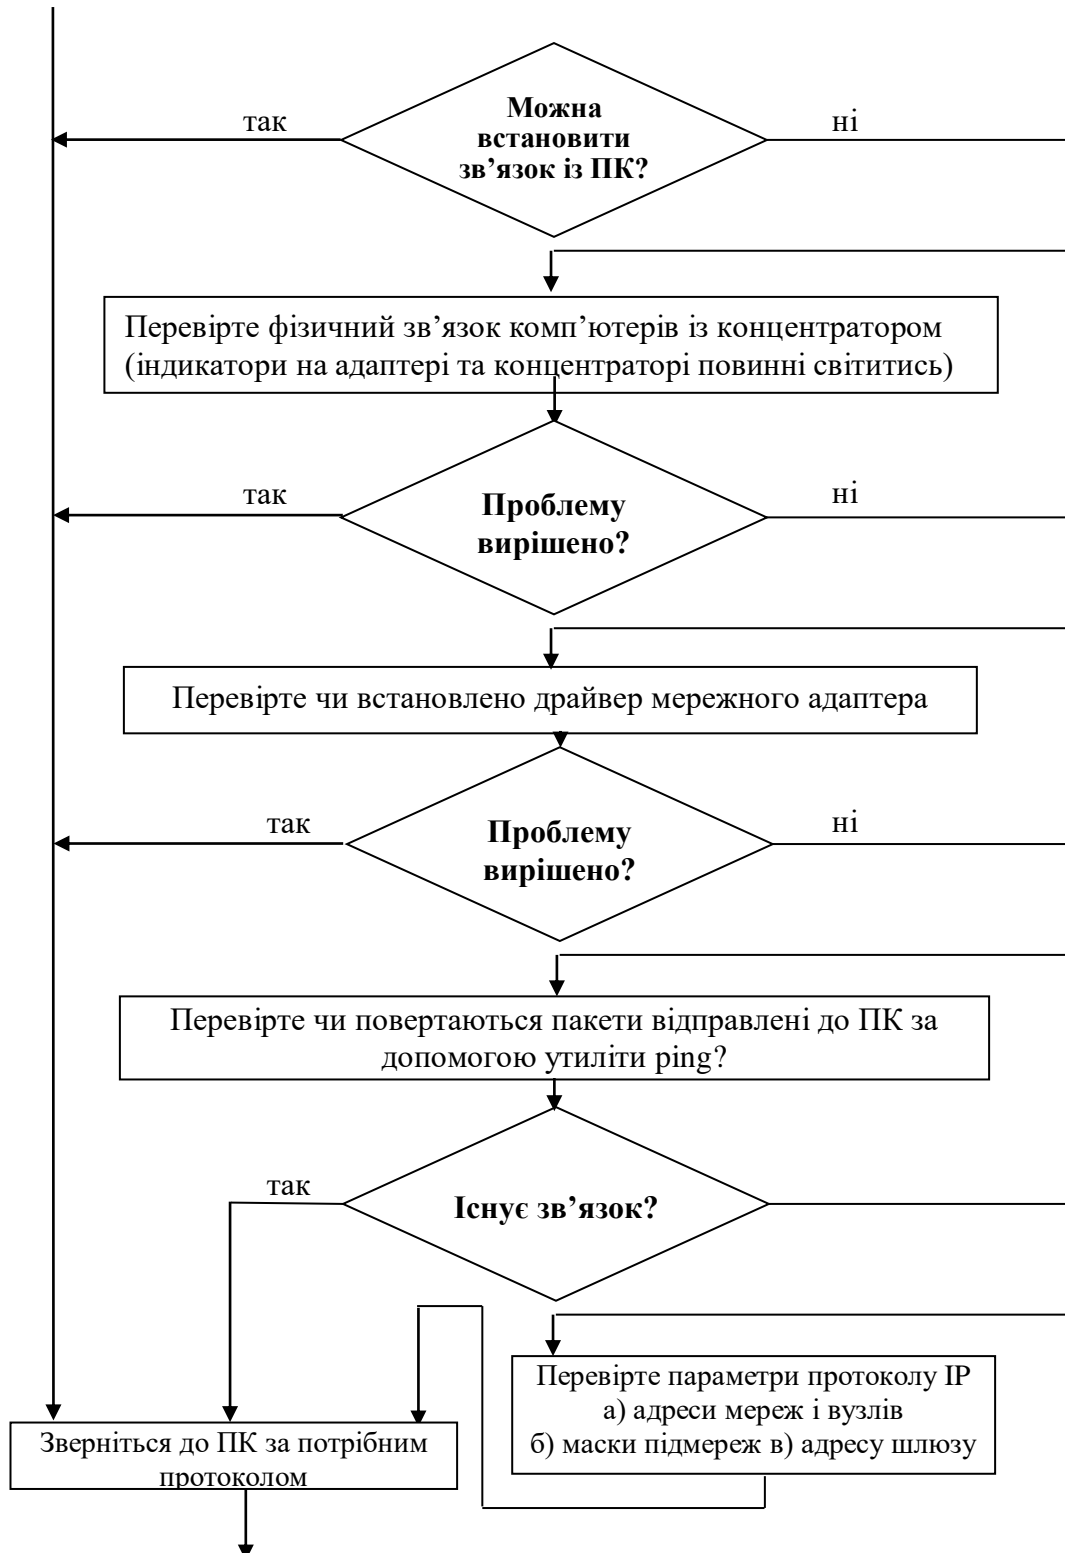 Можна
встановити
зв’язок із ПК?
так
ні
Перевірте фізичний зв’язок комп’ютерів із концентратором
(індикатори на адаптері та концентраторі повинні світитись)
так
ні
Проблему
вирішено?
Перевірте чи встановлено драйвер мережного адаптера
так
ні
Проблему
вирішено?
Перевірте чи повертаються пакети відправлені до ПК за
допомогою утиліти ping?
так
Існує зв’язок?
Перевірте параметри протоколу IP
а) адреси мереж і вузлів
б) маски підмереж в) адресу шлюзу
Зверніться до ПК за потрібним
протоколом